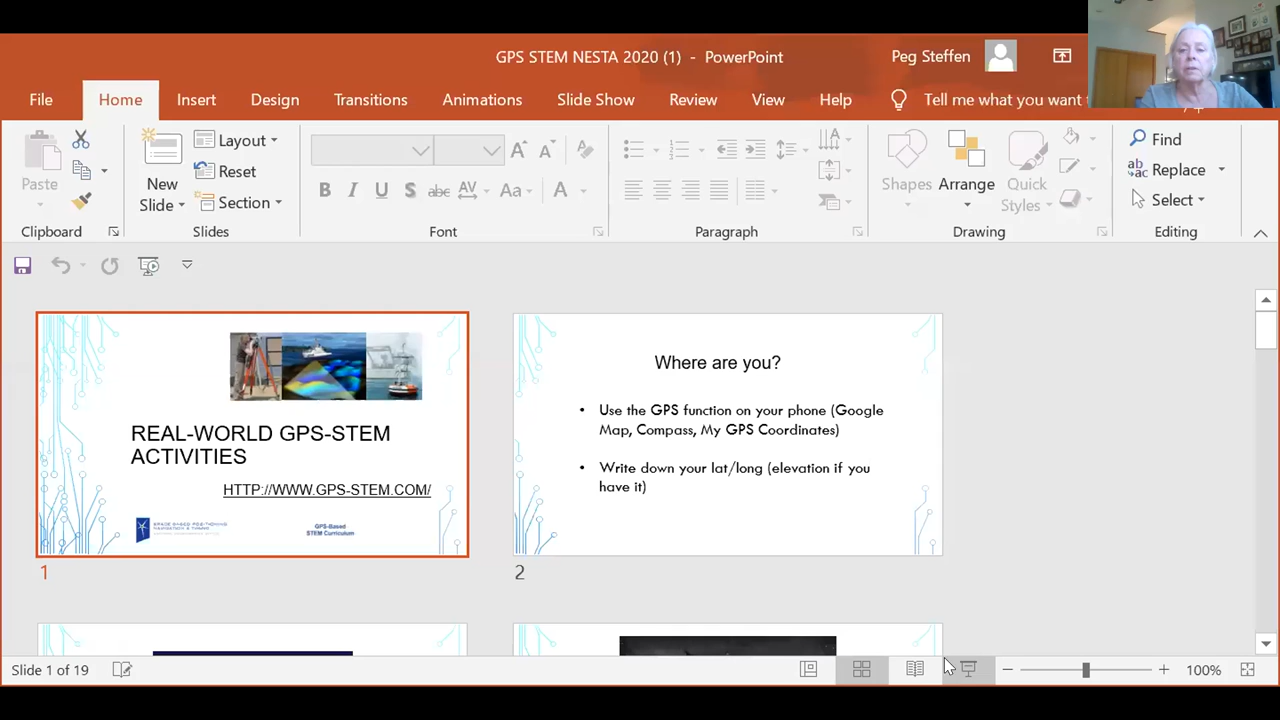 GPS STEM NESTA 2020 (1) - PowerPoint
Peg Steffen
File Home Insert Design Transitions Animations Slide Show Review View Help Tell me what you want
Paste
New
Slide
Layout
Reset
Section
B I U S abc AV Aa A
Shapes
Arrange
Quick
Styles
Find
Replace
Select
Clipboard Slides Font Paragraph Drawing Editing
REAL-WORLD GPS-STEM
ACTIVITIES
HTTP://WWW.GPS-STEM.COM/
GPS-Based
STEM Curriculum
1
Where are you?
• Use the GPS function on your phone (Google
Map, Compass, My GPS Coordinates)
• Write down your lat/long (elevation if you
have it)
2
Slide 1 of 19
100%